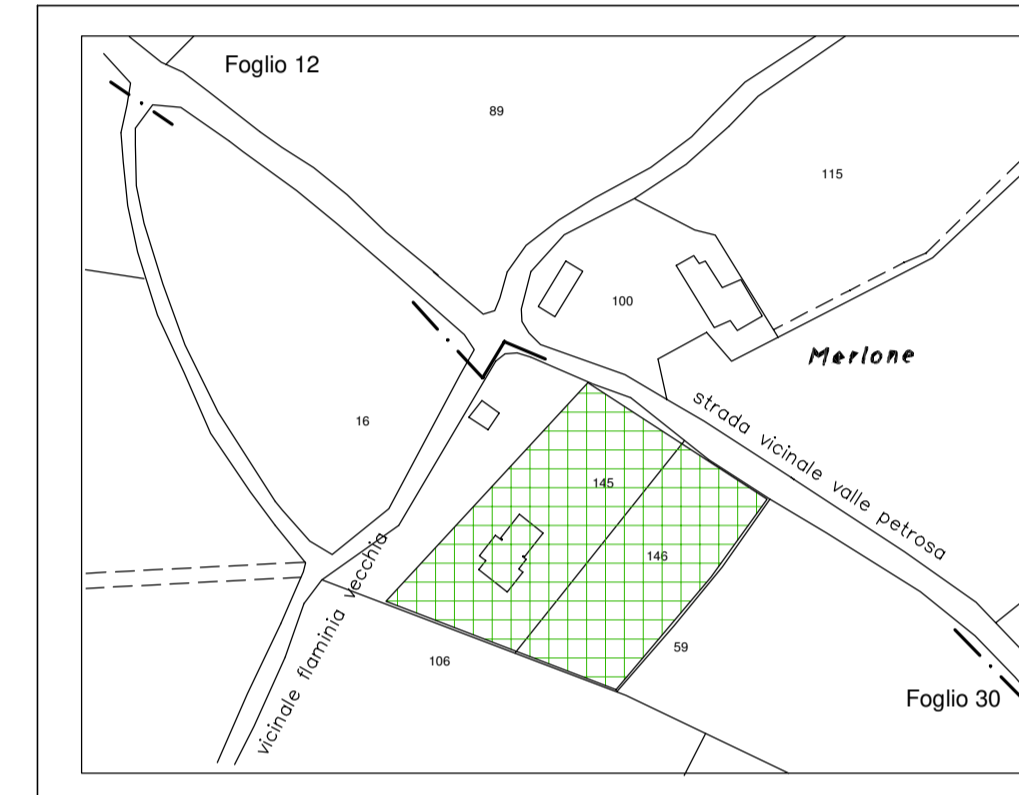 Foglio 12
89
115
100
Merlone
16
strada vicinale valle petrosa
145
146
vicinale flaminia vecchia
59
106
Foglio 30